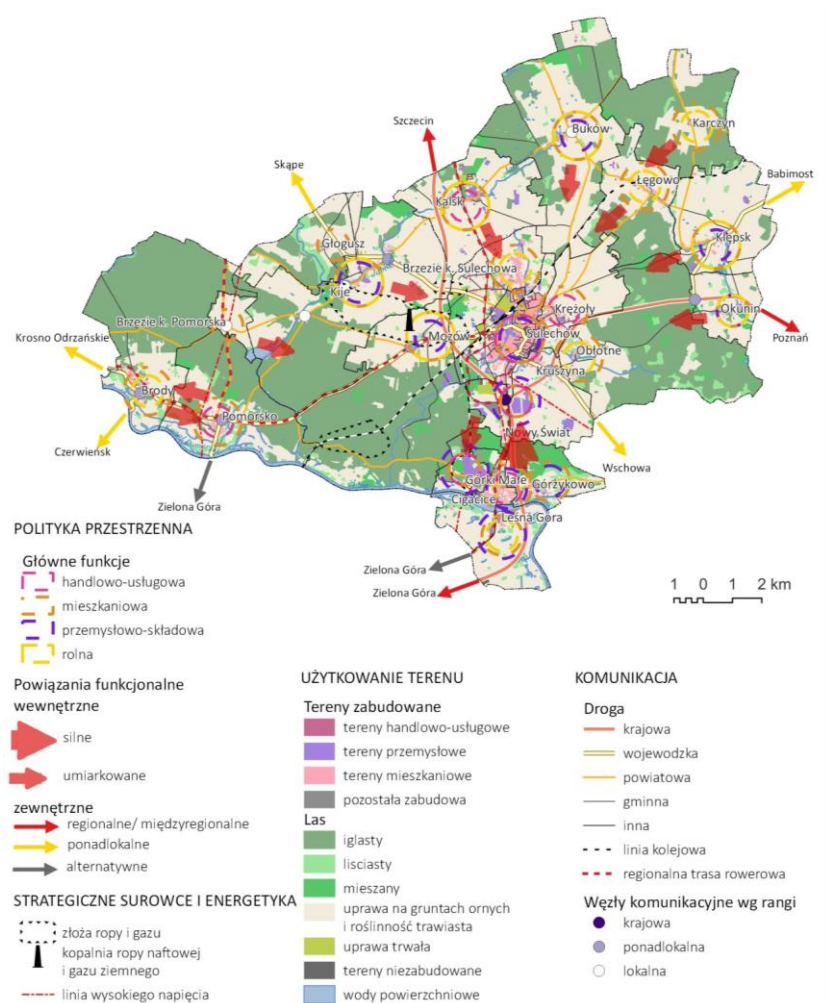 Szczecin
Bukow
Karczyn
Skąpe
Babimost
Łęgowo
Kalsk
Głogusz
Klępsk
Brzezie k. Sulechowa
Kije
Krężoły
Okunin
Brzezie k. Pomorska
Mozów
Sulechów
Krosno Odrzańskie
Obłotne
Poznań
Kruszyna
Brody
Pomorsko
Nowy Świat
Czerwieńsk
Wschowa
Górki Małe
Górzykowo
Cigacice
Zielona Góra
Leśna Góra
Zielona Góra
Zielona Góra
1 0 1 2 km
POLITYKA PRZESTRZENNA
Główne funkcje
handlowo-usługowa
mieszkaniowa
przemysłowo-składowa
rolna
Powiązania funkcjonalne
wewnętrzne
silne
umiarkowane
zewnętrzne
regionalne/ międzyregionalne
ponadlokalne
alternatywne
STRATEGICZNE SUROWCE I ENERGETYKA
złoża ropy i gazu
kopalnia ropy naftowej
i gazu ziemnego
linia wysokiego napięcia
UŻYTKOWANIE TERENU
Tereny zabudowane
tereny handlowo-usługowe
tereny przemysłowe
tereny mieszkaniowe
pozostała zabudowa
Las
iglasty
lisciasty
mieszany
uprawa na gruntach ornych
i roślinność trawiasta
uprawa trwała
tereny niezabudowane
wody powierzchniowe
KOMUNIKACJA
Droga
krajowa
wojewodzka
powiatowa
gminna
inna
linia kolejowa
regionalna trasa rowerowa
Węzły komunikacyjne wg rangi
krajowa
ponadlokalna
lokalna